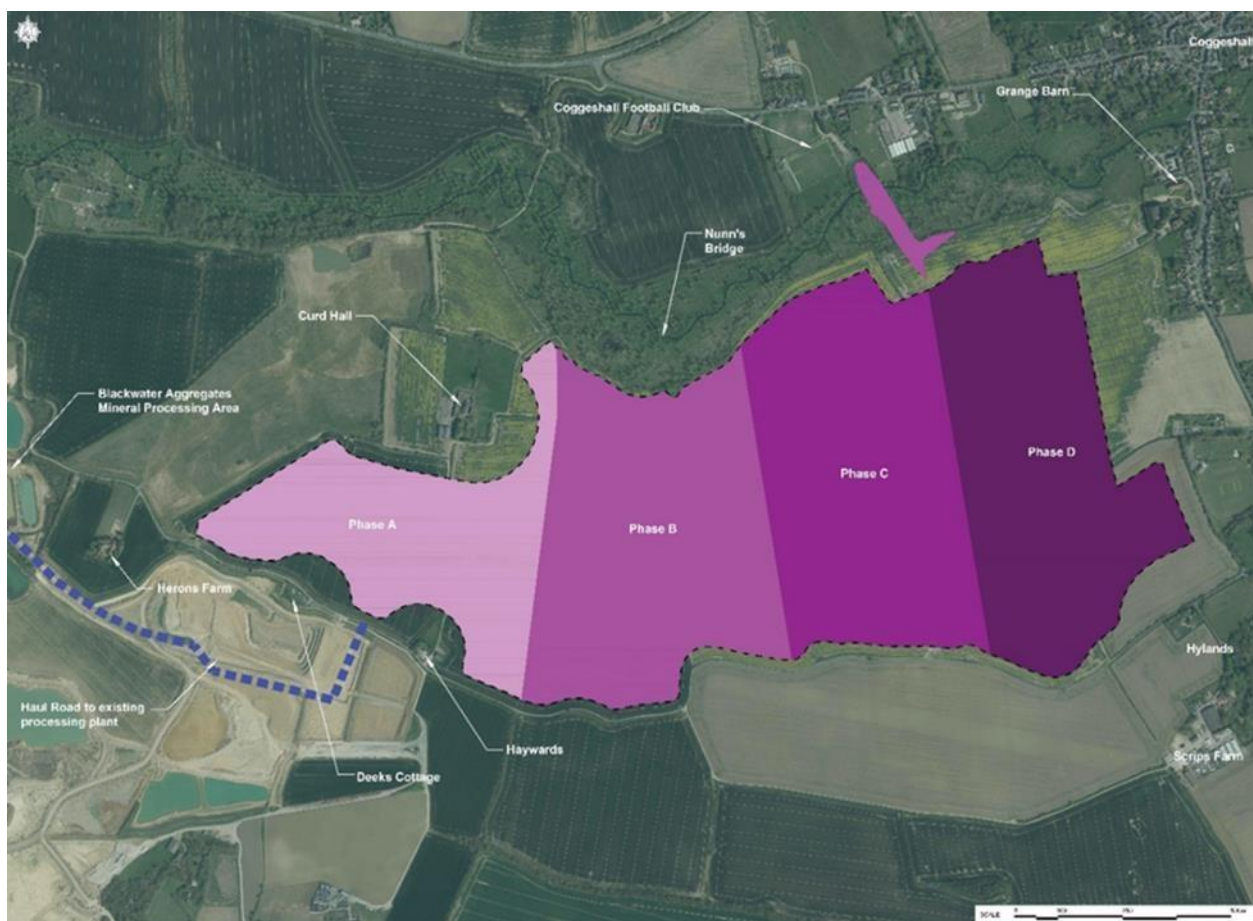 Coggeshall
Grange Barn
Coggeshall Football Club
Nunn's
Bridge
Curd Hall
Blackwater Aggregates
Mineral Processing Area
Phase D
Phase C
Phase A
Phase B
Herons Farm
Hylands
Haul Road to existing
processing plant
Haywards
Deeks Cottage
Scrips Farm
SCALE
0